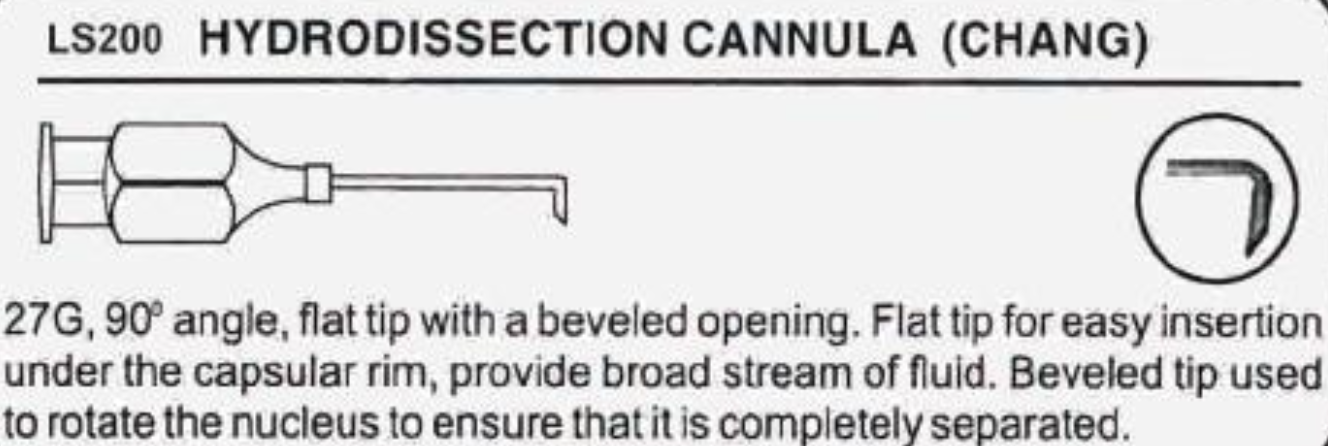 LS200 HYDRODISSECTION CANNULA (CHANG)
27G, 90° angle, flat tip with a beveled opening. Flat tip for easy insertion
under the capsular rim, provide broad stream of fluid. Beveled tip used
to rotate the nucleus to ensure that it is completely separated.